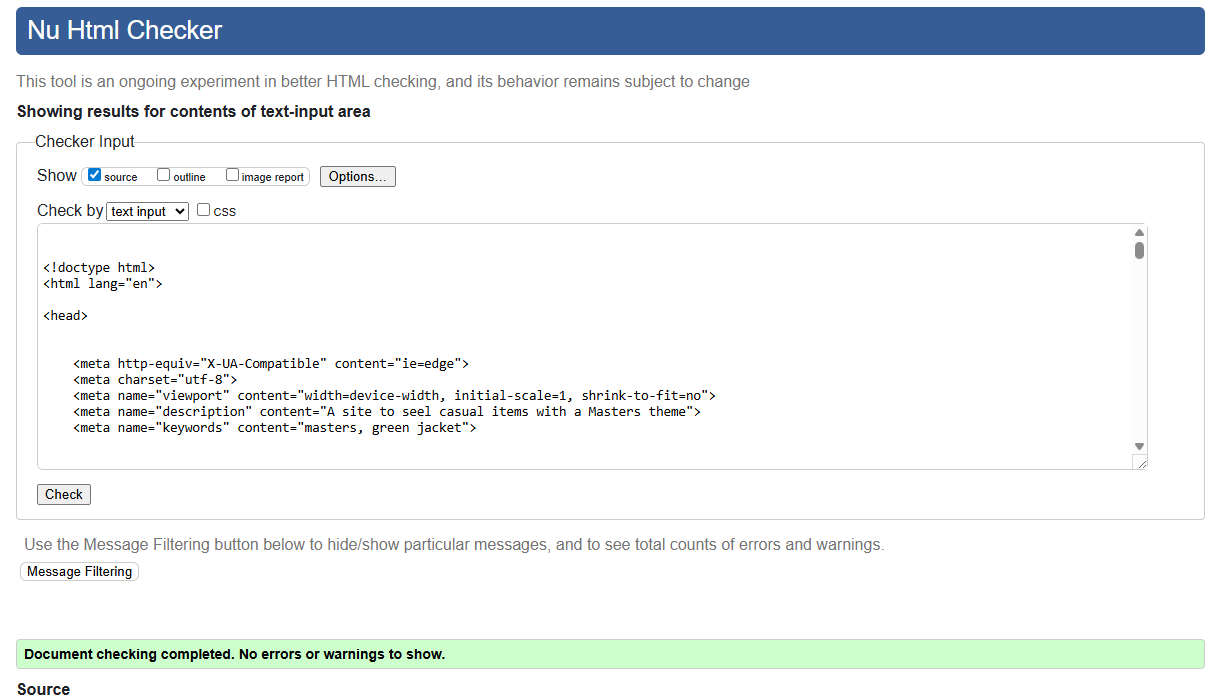 Nu Html Checker
This tool is an ongoing experiment in better HTML checking, and its behavior remains subject to change
Showing results for contents of text-input area
Checker Input
Show source outline image report Options...
Check by text input css
<!doctype html>
<html lang="en">
<head>
<meta http-equiv="X-UA-Compatible" content="ie=edge">
<meta charset="utf-8">
<meta name="viewport" content="width=device-width, initial-scale=1, shrink-to-fit=no">
<meta name="description" content="A site to seel casual items with a Masters theme">
<meta name="keywords" content="masters, green jacket">
Check
Use the Message Filtering button below to hide/show particular messages, and to see total counts of errors and warnings.
Message Filtering
Document checking completed. No errors or warnings to show.
Source